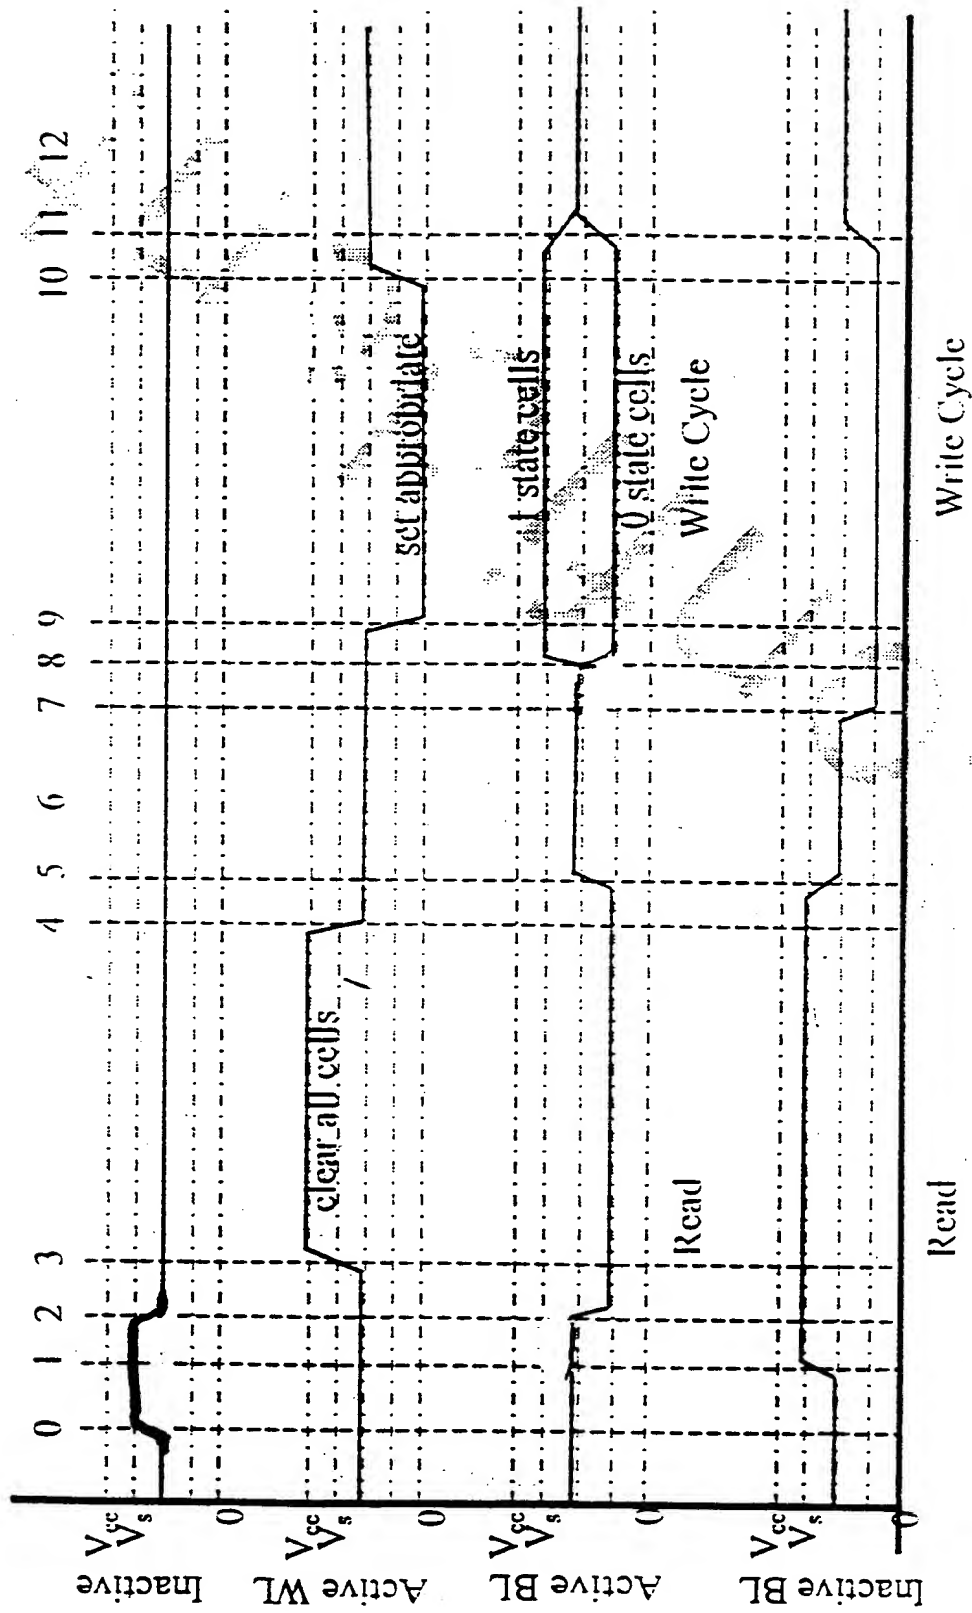 0 1 2 3 4 5 6 7 8 9 10 11 12
Vcc
Vs
0
Inactive
Vcc
Vs
0
Active WL
clear all cells
set appropriate
Vcc
Vs
0
Active BL
1 state cells
0 state cells
Read
Write Cycle
Vcc
Vs
0
Inactive BL
Read
Write Cycle